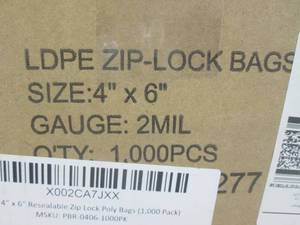 LDPE ZIP-LOCK BAGS
SIZE:4" x 6"
GAUGE: 2MIL
Q'TY: 1,000PCS
277
X002CA7JXX
4" x 6" Resealable Zip Lock Poly Bags (1,000 Pack)
MSKU: PBR-0406-1000PK